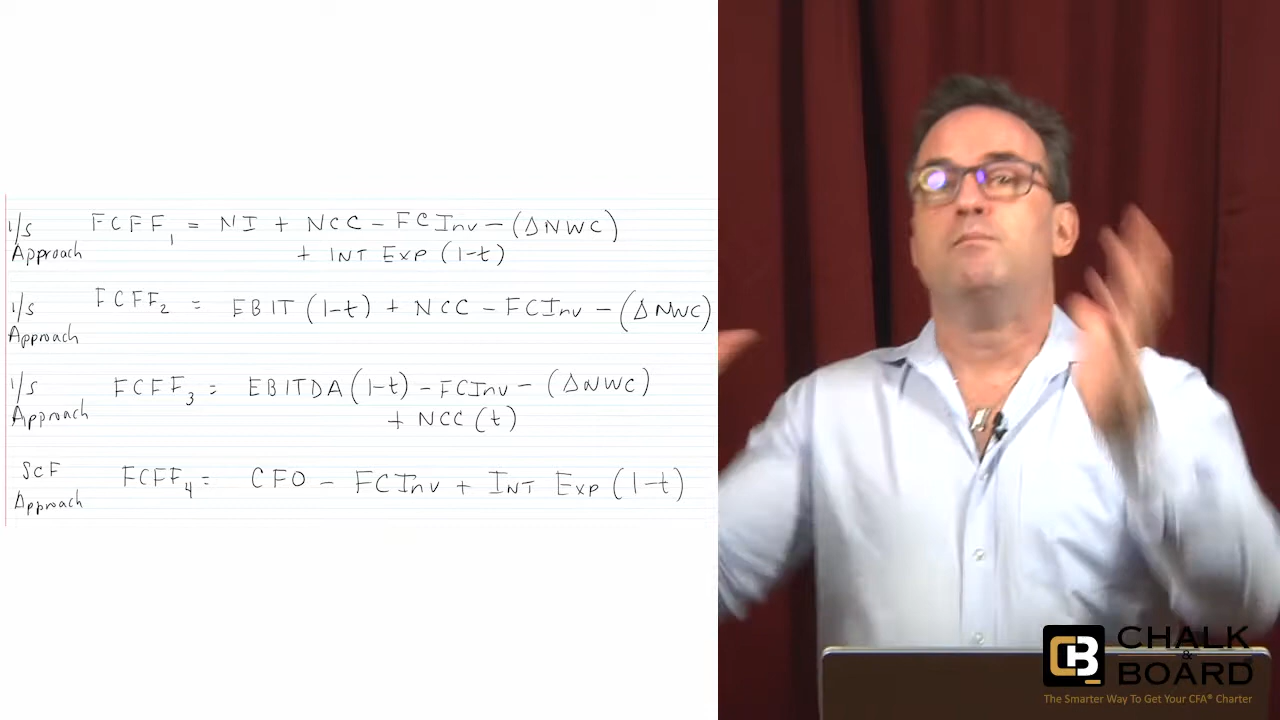 I/S Approach FCFF₁ = NI + NCC - FCInv - (ΔNWC)
+ INT EXP (1-t)
I/S Approach FCFF₂ = EBIT (1-t) + NCC - FCInv - (ΔNWC)
I/S Approach FCFF₃ = EBITDA (1-t) - FCInv - (ΔNWC)
+ NCC (t)
SCF Approach FCFF₄ = CFO - FCInv + INT Exp (1-t)
CB
CHALK
&
BOARD®
The Smarter Way To Get Your CFA® Charter